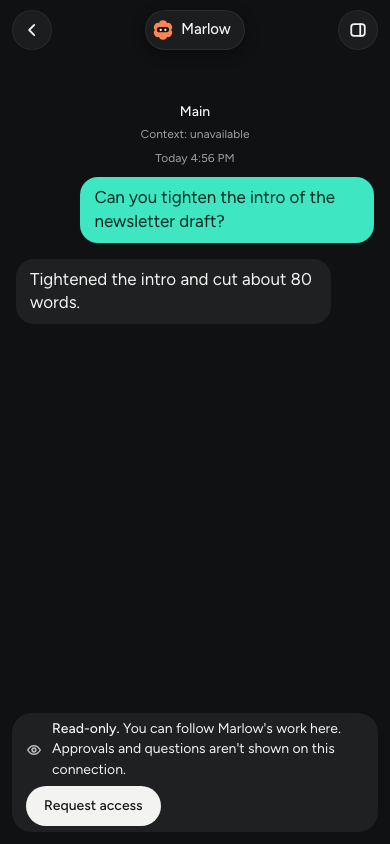 Marlow
Main
Context: unavailable
Today 4:56 PM
Can you tighten the intro of the
newsletter draft?
Tightened the intro and cut about 80
words.
Read-only. You can follow Marlow's work here.
Approvals and questions aren't shown on this
connection.
Request access